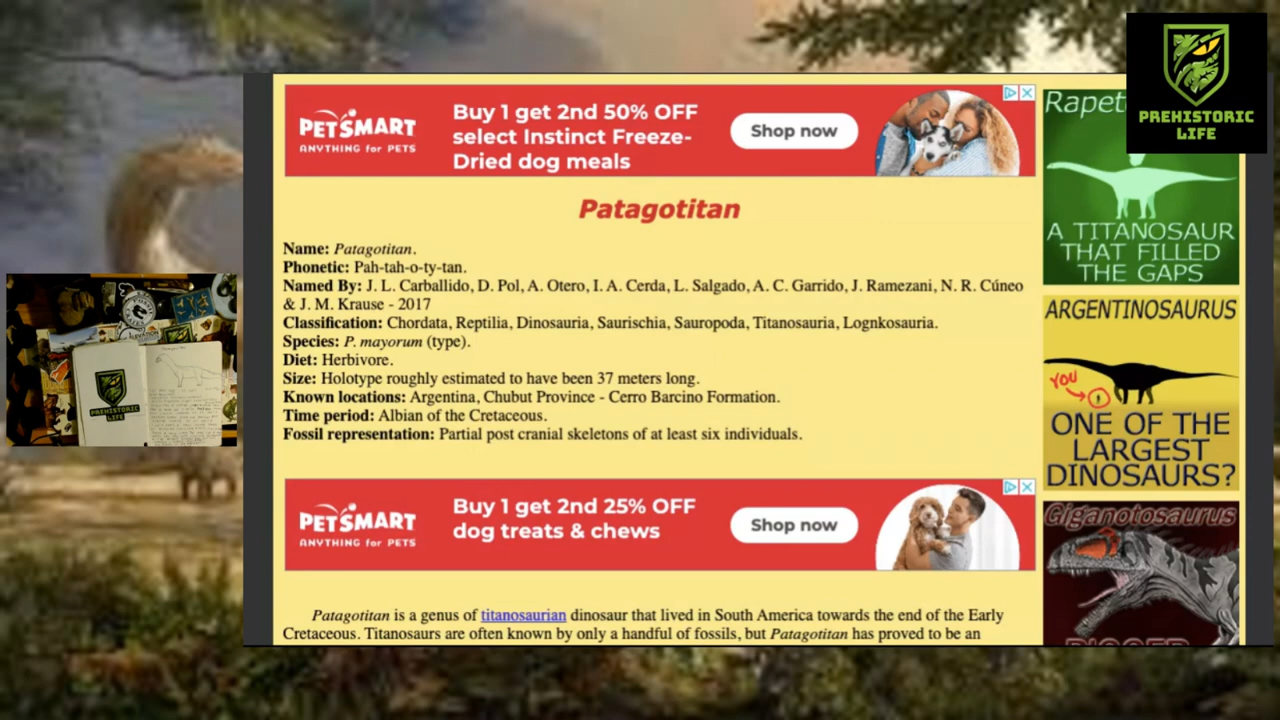 PETSMART
ANYTHING for PETS
Buy 1 get 2nd 50% OFF
select Instinct Freeze-
Dried dog meals
Shop now
Patagotitan
Name: Patagotitan.
Phonetic: Pah-tah-o-ty-tan.
Named By: J. L. Carballido, D. Pol, A. Otero, I. A. Cerda, L. Salgado, A. C. Garrido, J. Ramezani, N. R. Cúneo
& J. M. Krause - 2017
Classification: Chordata, Reptilia, Dinosauria, Saurischia, Sauropoda, Titanosauria, Lognkosauria.
Species: P. mayorum (type).
Diet: Herbivore.
Size: Holotype roughly estimated to have been 37 meters long.
Known locations: Argentina, Chubut Province - Cerro Barcino Formation.
Time period: Albian of the Cretaceous.
Fossil representation: Partial post cranial skeletons of at least six individuals.
PETSMART
ANYTHING for PETS
Buy 1 get 2nd 25% OFF
dog treats & chews
Shop now
Patagotitan is a genus of titanosaurian dinosaur that lived in South America towards the end of the Early
Cretaceous. Titanosaurs are often known by only a handful of fossils, but Patagotitan has proved to be an
Rapet
A TITANOSAUR
THAT FILLED
THE GAPS
ARGENTINOSAURUS
YOU
ONE OF THE
LARGEST
DINOSAURS?
Giganotosaurus
BIGGER
PREHISTORIC
LIFE
PREHISTORIC
LIFE